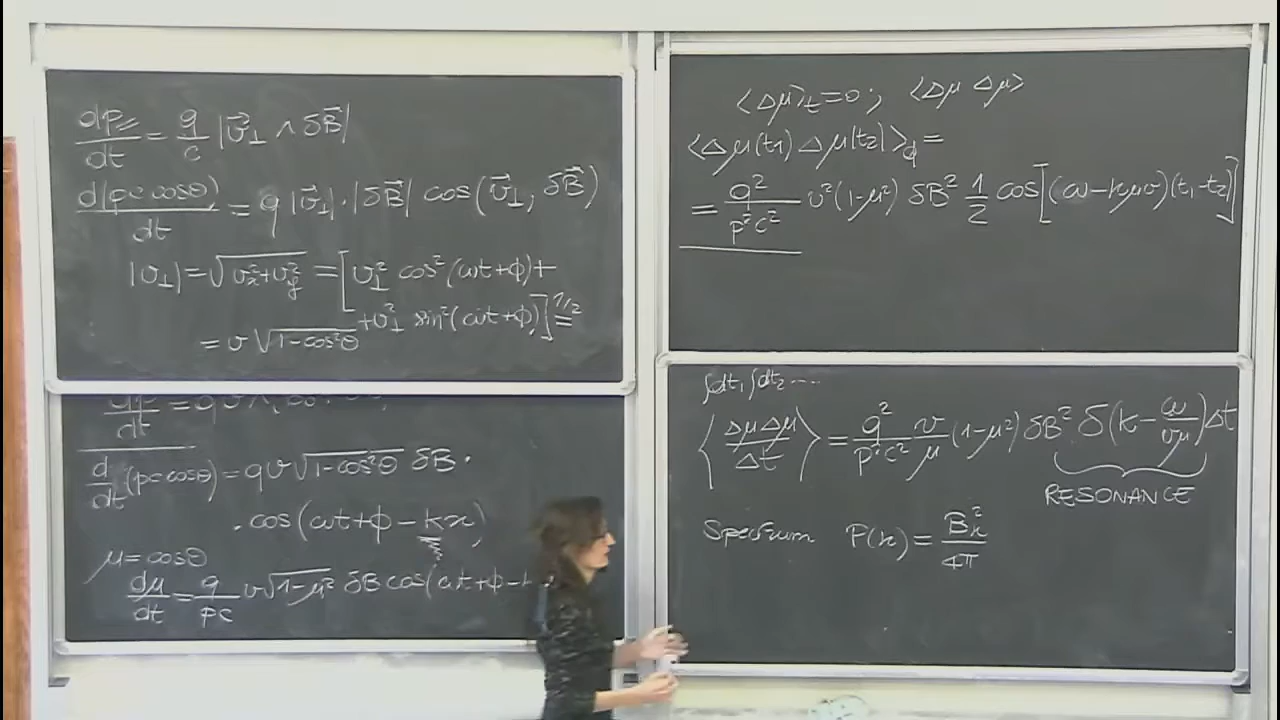 dp∥/dt = q/c |v⃗⊥ ∧ δB⃗|
d(pc cosθ)/dt = q |v⃗⊥|·|δB⃗| cos(v⃗⊥, δB⃗)
|v⊥| = √(vx²+vy²) = [v⊥² cos²(ωt+ϕ)+
+v⊥² sin²(ωt+ϕ)]^1/2 =
= v √(1-cos²θ)
d/dt (pc cosθ) = qv √(1-cos²θ) δB ·
· cos(ωt+ϕ-kx)
μ = cosθ
dμ/dt = q/pc v√(1-μ²) δB cos(ωt+ϕ-
⟨Δμ⟩t = 0 ; ⟨Δμ Δμ⟩
⟨Δμ(t1) Δμ(t2)⟩ϕ =
= q²/p²c² v²(1-μ²) δB² 1/2 cos[(ω-kμv)(t1-t2)]
∫dt1 ∫dt2 ....
⟨ΔμΔμ/Δt⟩ = q²/p²c² v/μ (1-μ²) δB² δ(k - ω/vμ) Δt
RESONANCE
Spectrum P(k) = Bk²/4π